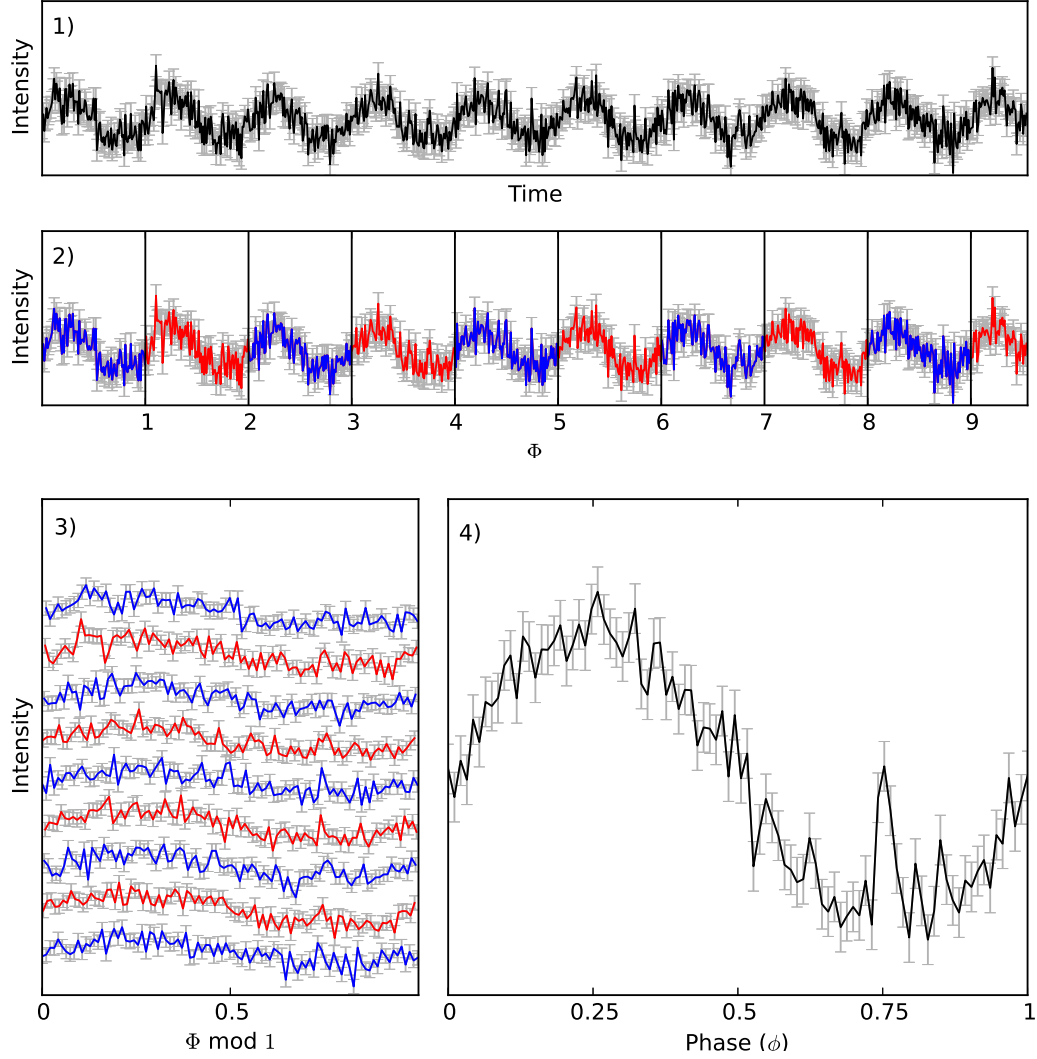 1)
Intensity
Time
2)
Intensity
1 2 3 4 5 6 7 8 9
Φ
3)
Intensity
0 0.5
Φ mod 1
4)
0 0.25 0.5 0.75 1
Phase (ϕ)